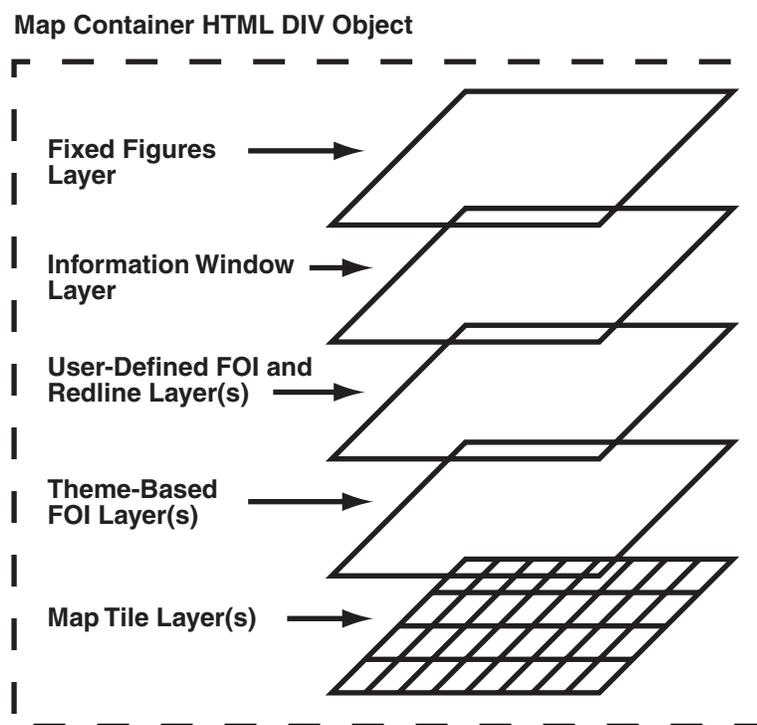 Map Container HTML DIV Object
Fixed Figures
Layer
Information Window
Layer
User-Defined FOI and
Redline Layer(s)
Theme-Based
FOI Layer(s)
Map Tile Layer(s)